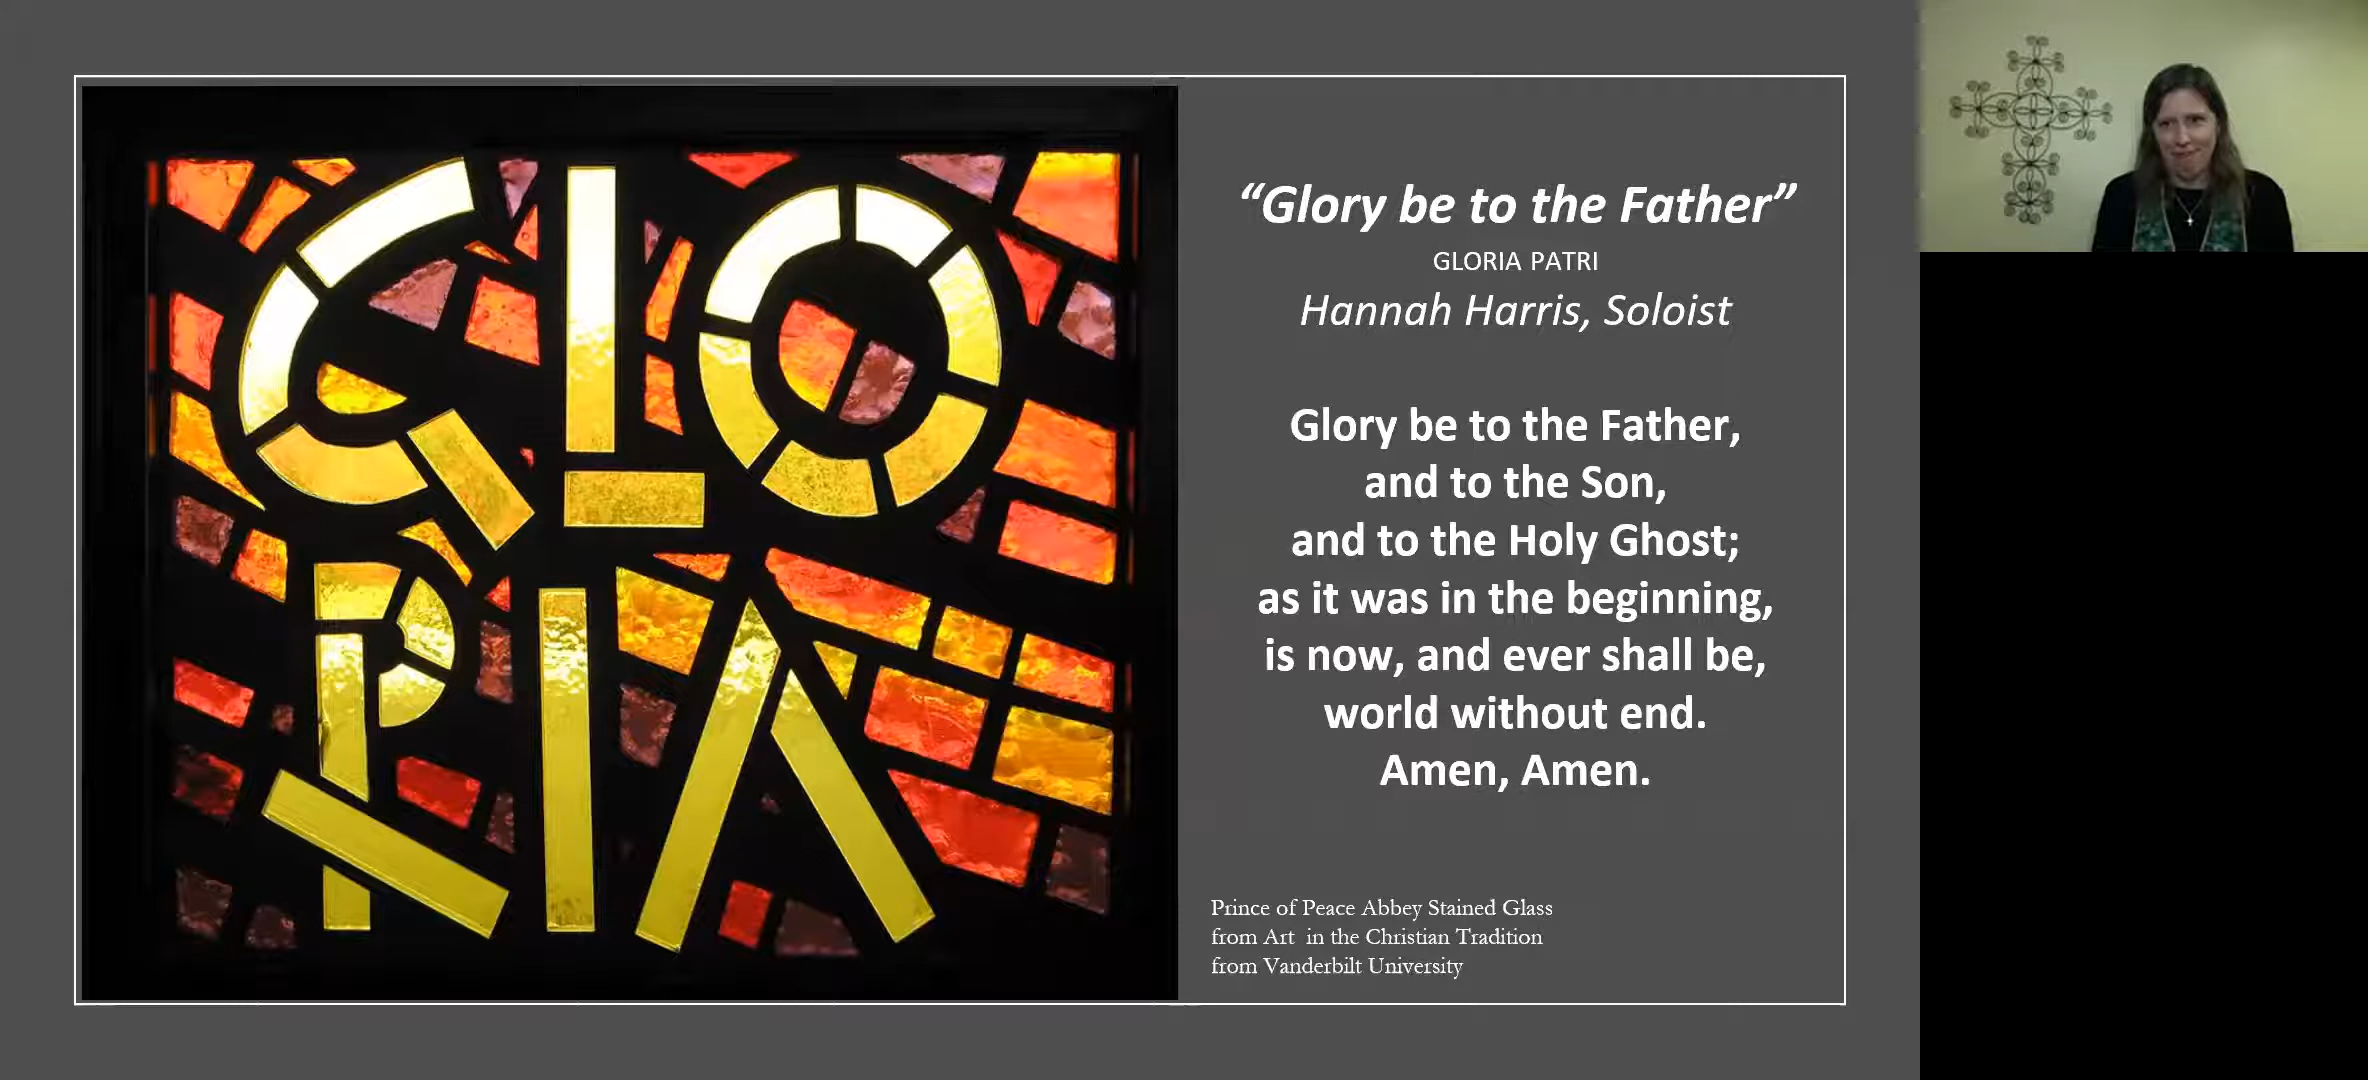 GLO
RIA
“Glory be to the Father”
GLORIA PATRI
Hannah Harris, Soloist
Glory be to the Father,
and to the Son,
and to the Holy Ghost;
as it was in the beginning,
is now, and ever shall be,
world without end.
Amen, Amen.
Prince of Peace Abbey Stained Glass
from Art  in the Christian Tradition
from Vanderbilt University